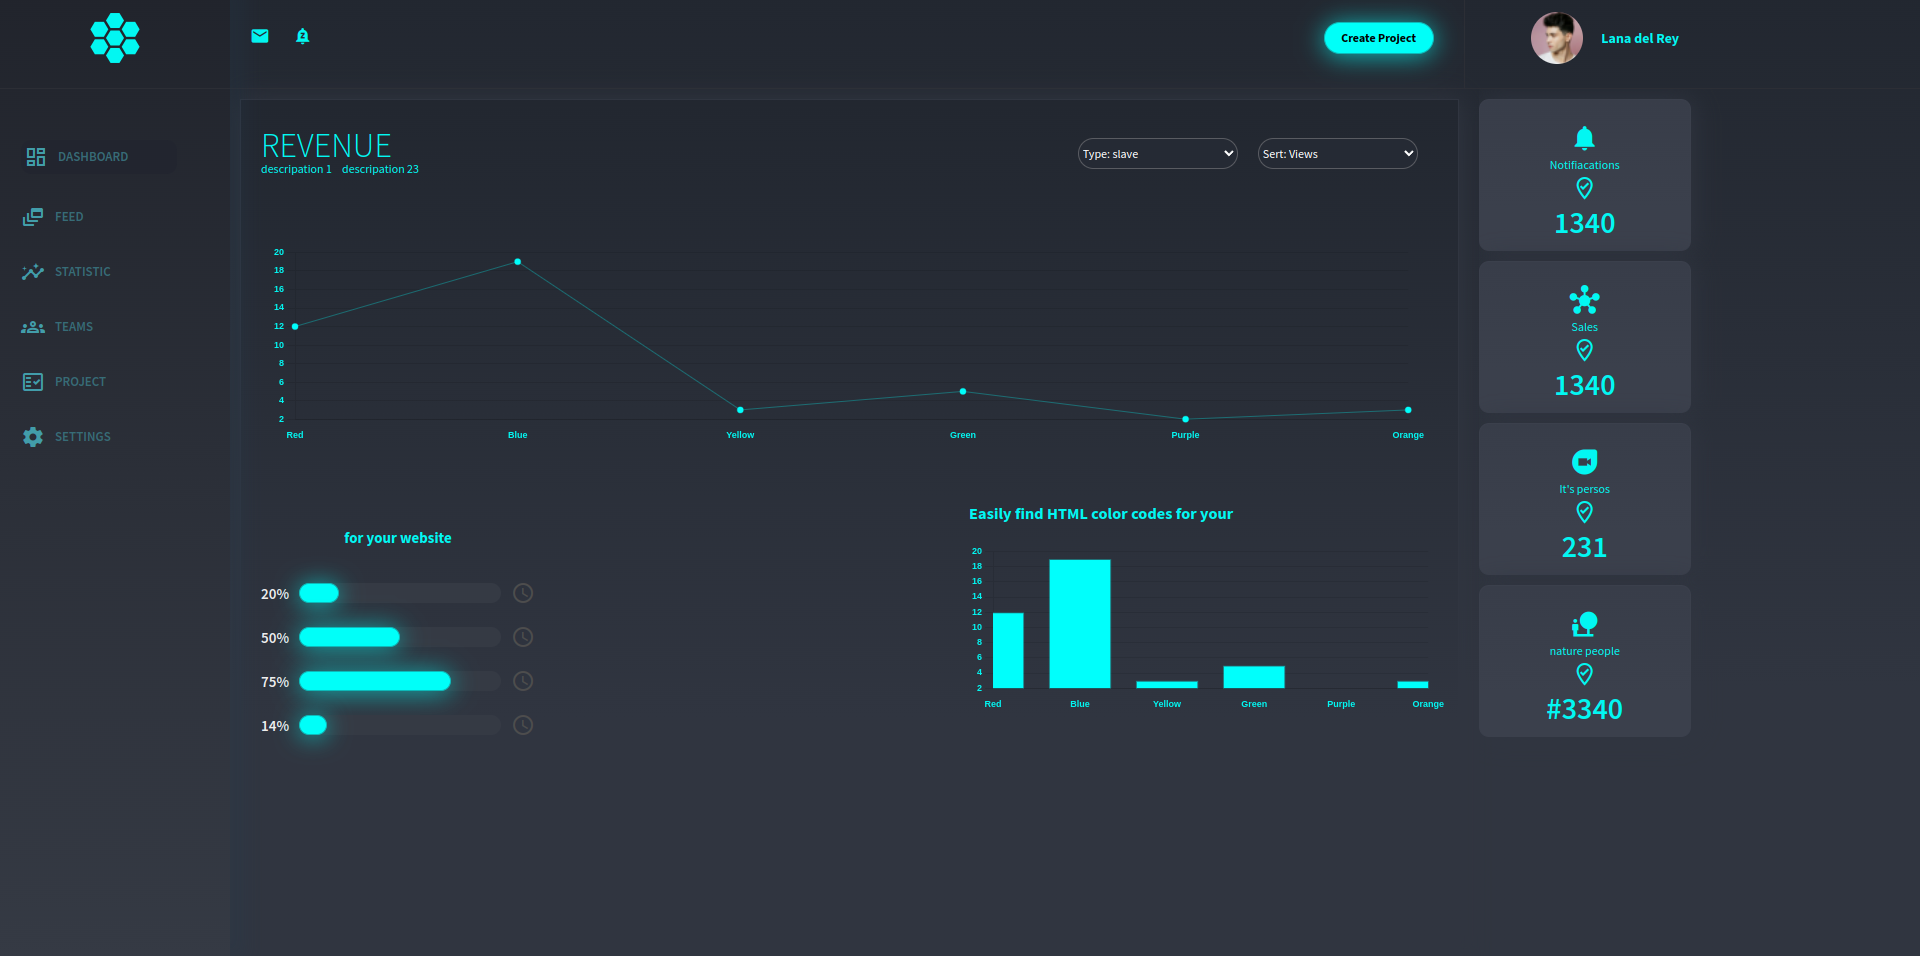 Create Project
Lana del Rey
DASHBOARD
FEED
STATISTIC
TEAMS
PROJECT
SETTINGS
REVENUE
descripation 1 descripation 23
Type: slave
Sert: Views
20
18
16
14
12
10
8
6
4
2
Red Blue Yellow Green Purple Orange
for your website
20%
50%
75%
14%
Easily find HTML color codes for your
20
18
16
14
12
10
8
6
4
2
Red Blue Yellow Green Purple Orange
Notifiacations
1340
Sales
1340
It's persos
231
nature people
#3340